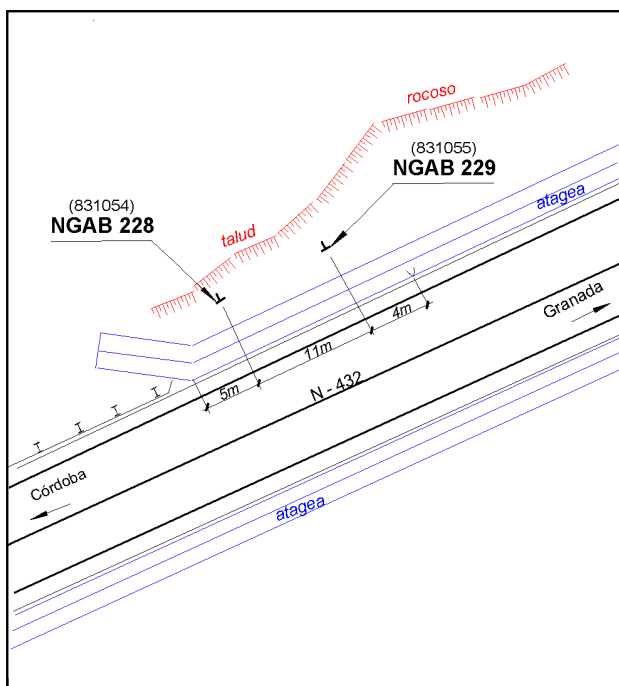 rocoso
(831055)
NGAB 229
(831054)
NGAB 228
talud
atagea
Granada
4m
11m
5m
N - 432
Córdoba
atagea